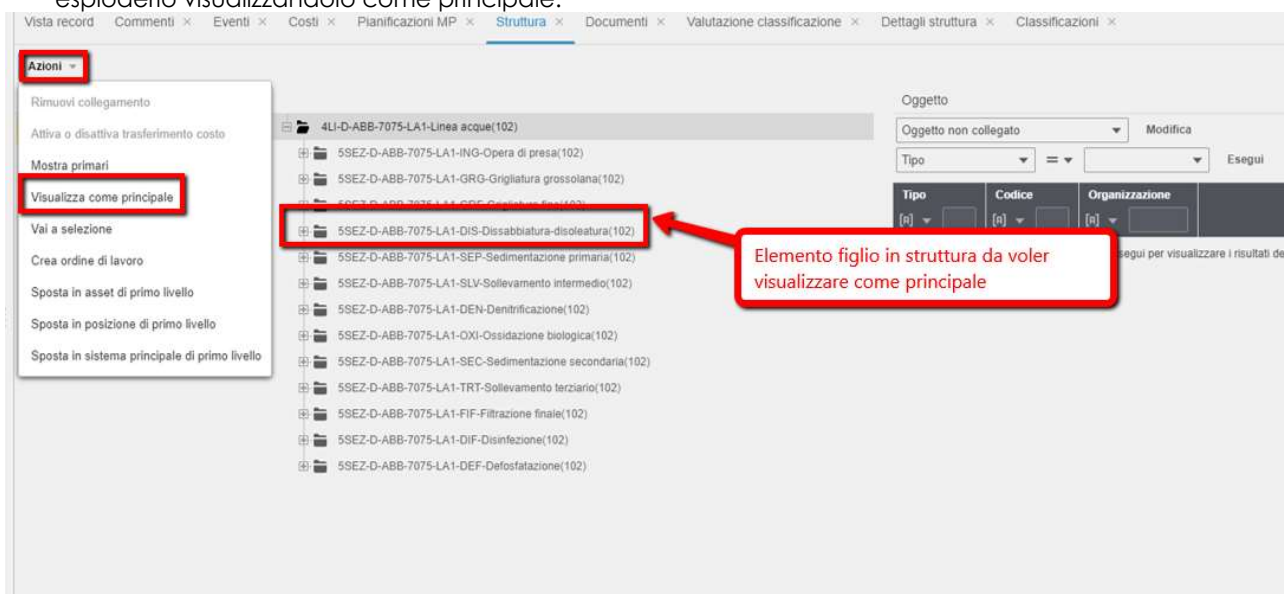 esploderlo visualizzandolo come principale.
Vista record Commenti × Eventi × Costi × Pianificazioni MP × Struttura × Documenti × Valutazione classificazione × Dettagli struttura × Classificazioni ×
Azioni
Rimuovi collegamento
Attiva o disattiva trasferimento costo
Mostra primari
Visualizza come principale
Vai a selezione
Crea ordine di lavoro
Sposta in asset di primo livello
Sposta in posizione di primo livello
Sposta in sistema principale di primo livello
4LI-D-ABB-7075-LA1-Linea acque(102)
5SEZ-D-ABB-7075-LA1-ING-Opera di presa(102)
5SEZ-D-ABB-7075-LA1-GRG-Grigliatura grossolana(102)
5SEZ-D-ABB-7075-LA1-GRF-Grigliatura fine(102)
5SEZ-D-ABB-7075-LA1-DIS-Dissabbiatura-disoleatura(102)
5SEZ-D-ABB-7075-LA1-SEP-Sedimentazione primaria(102)
5SEZ-D-ABB-7075-LA1-SLV-Sollevamento intermedio(102)
5SEZ-D-ABB-7075-LA1-DEN-Denitrificazione(102)
5SEZ-D-ABB-7075-LA1-OXI-Ossidazione biologica(102)
5SEZ-D-ABB-7075-LA1-SEC-Sedimentazione secondaria(102)
5SEZ-D-ABB-7075-LA1-TRT-Sollevamento terziario(102)
5SEZ-D-ABB-7075-LA1-FIF-Filtrazione finale(102)
5SEZ-D-ABB-7075-LA1-DIF-Disinfezione(102)
5SEZ-D-ABB-7075-LA1-DEF-Defosfatazione(102)
Oggetto
Oggetto non collegato Modifica
Tipo = Esegui
Tipo Codice Organizzazione
[R] [R] [R]
segui per visualizzare i risultati de
Elemento figlio in struttura da voler
visualizzare come principale